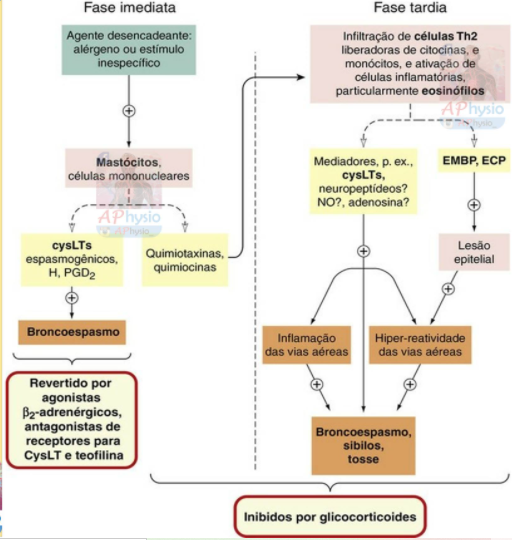 Fase imediata
Agente desencadeante:
alérgeno ou estímulo
inespecífico
Mastócitos,
células mononucleares
APhysio
cysLTs
espasmogênicos,
H, PGD2
Quimiotaxinas,
quimiocinas
Broncoespasmo
Revertido por
agonistas
β2-adrenérgicos,
antagonistas de
receptores para
CysLT e teofilina
Fase tardia
Infiltração de células Th2
liberadoras de citocinas, e
monócitos, e ativação de
células inflamatórias,
particularmente eosinófilos
APhysio
Mediadores, p. ex.,
cysLTs,
neuropeptídeos?
NO?, adenosina?
EMBP, ECP
Lesão
epitelial
Inflamação
das vias aéreas
Hiper-reatividade
das vias aéreas
Broncoespasmo,
sibilos,
tosse
Inibidos por glicocorticoides